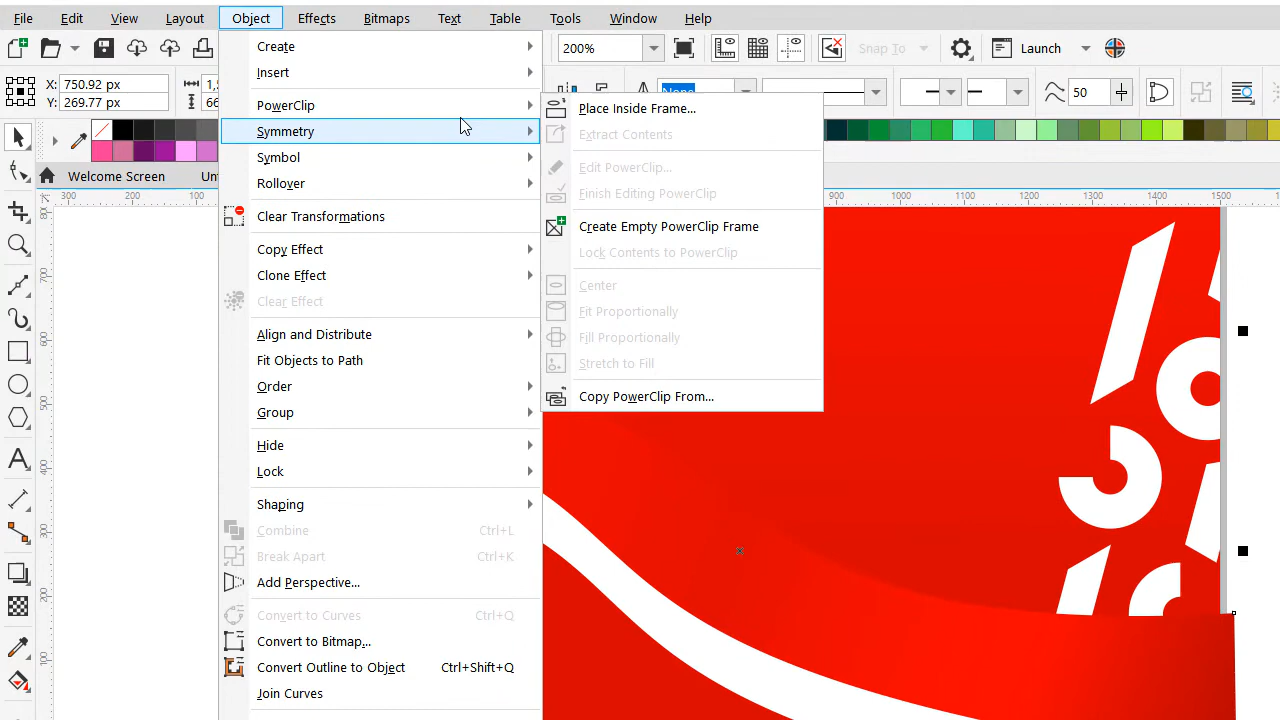 File Edit View Layout Object Effects Bitmaps Text Table Tools Window Help
200% Snap To Launch
X: 750.92 px
Y: 269.77 px
None 50
Welcome Screen
300 200 100 900 1000 1100 1200 1300 1400 1500
800
700
600
500
400
300
200
100
Create
Insert
PowerClip
Symmetry
Symbol
Rollover
Clear Transformations
Copy Effect
Clone Effect
Clear Effect
Align and Distribute
Fit Objects to Path
Order
Group
Hide
Lock
Shaping
Combine Ctrl+L
Break Apart Ctrl+K
Add Perspective...
Convert to Curves Ctrl+Q
Convert to Bitmap...
Convert Outline to Object Ctrl+Shift+Q
Join Curves
Place Inside Frame...
Extract Contents
Edit PowerClip...
Finish Editing PowerClip
Create Empty PowerClip Frame
Lock Contents to PowerClip
Center
Fit Proportionally
Fill Proportionally
Stretch to Fill
Copy PowerClip From...